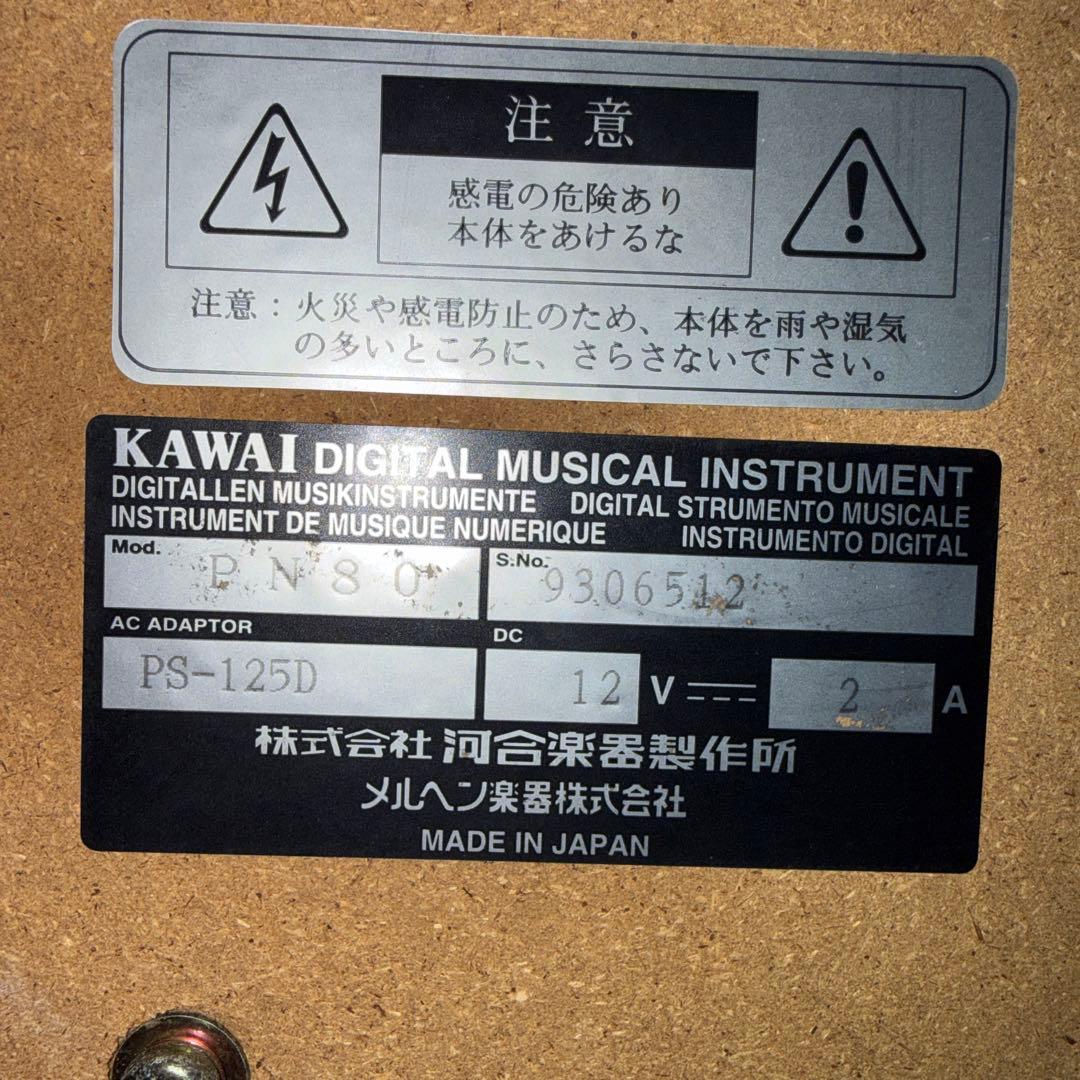 注意
感電の危険あり
本体をあけるな
注意：火災や感電防止のため、本体を雨や湿気
の多いところに、さらさないで下さい。
KAWAI DIGITAL MUSICAL INSTRUMENT
DIGITALLEN MUSIKINSTRUMENTE DIGITAL STRUMENTO MUSICALE
INSTRUMENT DE MUSIQUE NUMERIQUE INSTRUMENTO DIGITAL
Mod. PN80 S.No. 9306512
AC ADAPTOR DC
PS-125D 12 V 2 A
株式会社 河合楽器製作所
メルヘン楽器株式会社
MADE IN JAPAN